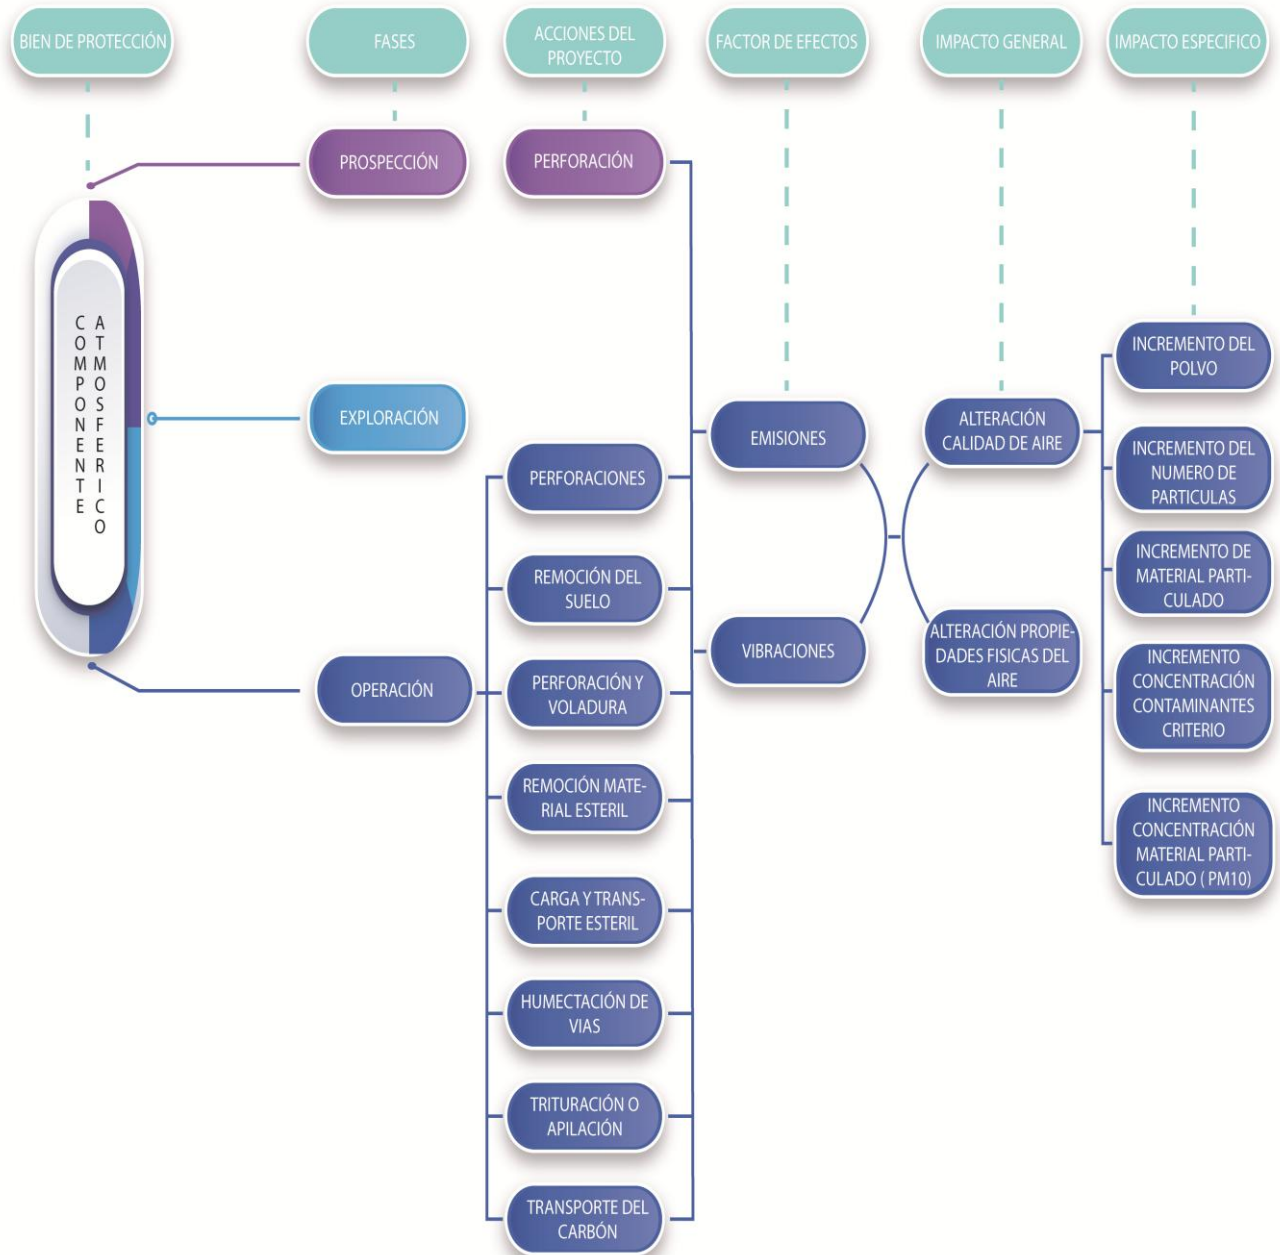 BIEN DE PROTECCIÓN
FASES
ACCIONES DEL
PROYECTO
FACTOR DE EFECTOS
IMPACTO GENERAL
IMPACTO ESPECIFICO
PROSPECCIÓN
PERFORACIÓN
COMPONENTE
ATMOSFERICO
EXPLORACIÓN
OPERACIÓN
PERFORACIONES
REMOCIÓN DEL
SUELO
PERFORACIÓN Y
VOLADURA
REMOCIÓN MATE-
RIAL ESTERIL
CARGA Y TRANS-
PORTE ESTERIL
HUMECTACIÓN DE
VIAS
TRITURACIÓN O
APILACIÓN
TRANSPORTE DEL
CARBÓN
EMISIONES
VIBRACIONES
ALTERACIÓN
CALIDAD DE AIRE
ALTERACIÓN PROPIE-
DADES FISICAS DEL
AIRE
INCREMENTO DEL
POLVO
INCREMENTO DEL
NUMERO DE
PARTICULAS
INCREMENTO DE
MATERIAL PARTI-
CULADO
INCREMENTO
CONCENTRACIÓN
CONTAMINANTES
CRITERIO
INCREMENTO
CONCENTRACIÓN
MATERIAL PARTI-
CULADO ( PM10)